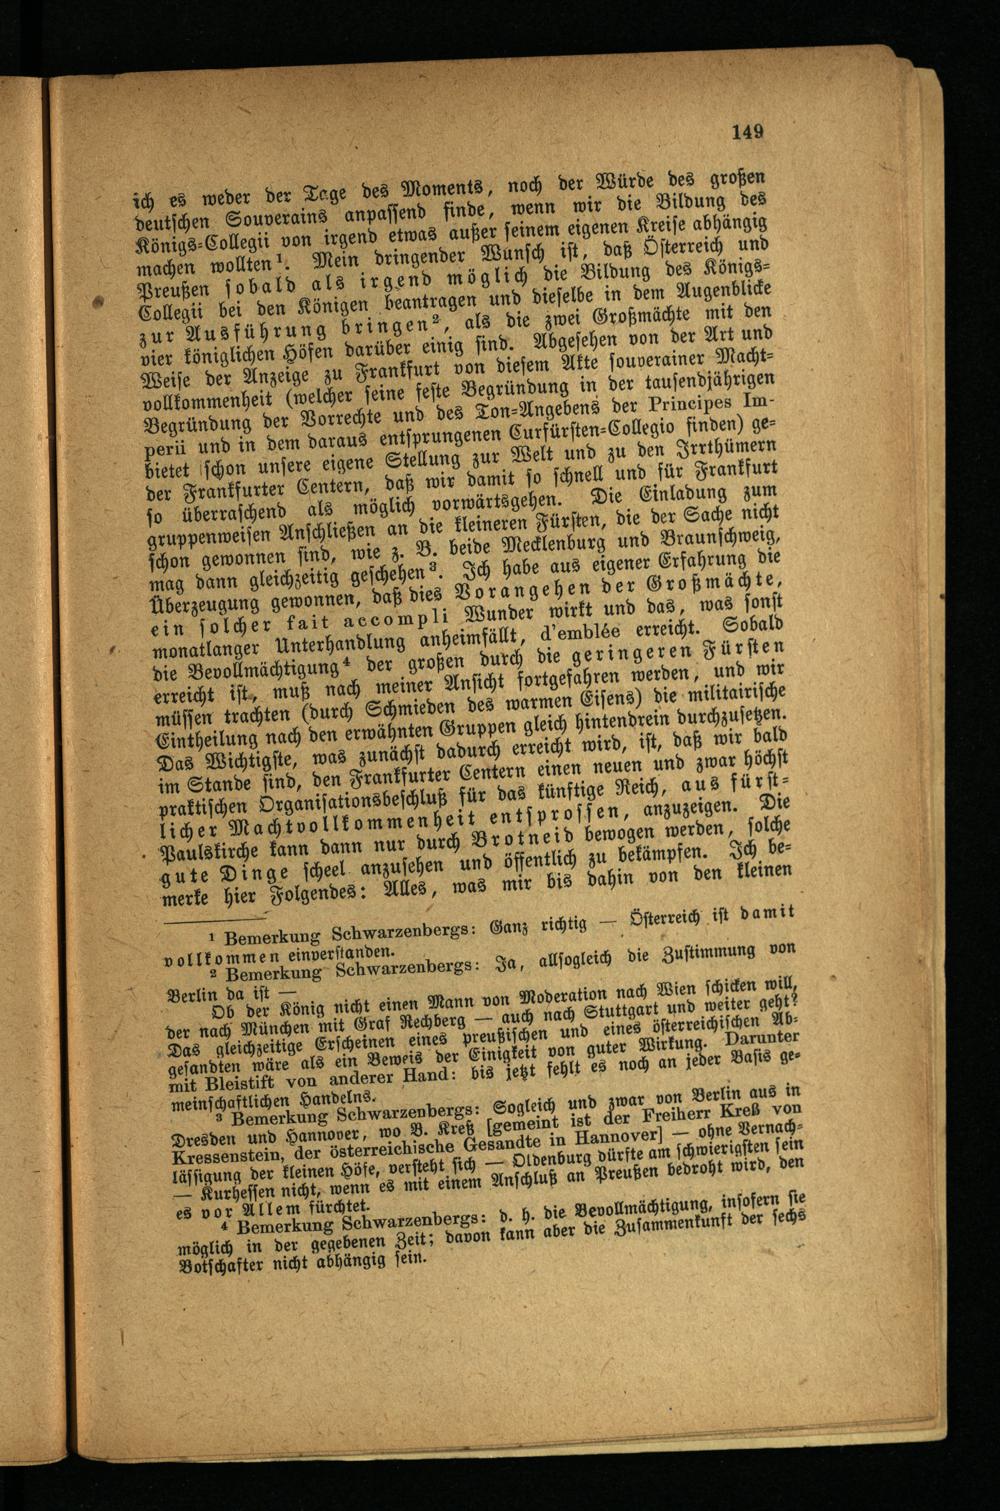 149
ich es weder der Tage des Moments, noch der Würde des großen
deutschen Souverains anpassend finde, wenn wir die Bildung des
Königs-Collegii von irgend etwas außer seinem eigenen Kreise abhängig
machen wollten¹. Mein dringender Wunsch ist, daß Österreich und
Preußen sobald als irgend möglich die Bildung des Königs-
Collegii bei den Königen beantragen und dieselbe in dem Augenblicke
zur Ausführung bringen², als die zwei Großmächte mit den
vier königlichen Höfen darüber einig sind. Abgesehen von der Art und
Weise der Anzeige zu Frankfurt von diesem Akte souverainer Macht-
vollkommenheit (welcher seine feste Begründung in der tausendjährigen
Begründung der Vorrechte und des Ton-Angebens der Principes Im-
perii und in dem daraus entsprungenen Curfürsten-Collegio finden) ge-
bietet schon unsere eigene Stellung zur Welt und zu den Irrthümern
der Frankfurter Centern, daß wir damit so schnell und für Frankfurt
so überraschend als möglich vorwärtsgehen. Die Einladung zum
gruppenweisen Anschließen an die kleineren Fürsten, die der Sache nicht
schon gewonnen sind, wie z. B. beide Mecklenburg und Braunschweig,
mag dann gleichzeitig geschehen³. Ich habe aus eigener Erfahrung die
Überzeugung gewonnen, daß dies Vorangehen der Großmächte,
ein solcher fait accompli Wunder wirkt und das, was sonst
monatlanger Unterhandlung anheimfällt, d'emblée erreicht. Sobald
die Bevollmächtigung⁴ der großen durch die geringeren Fürsten
erreicht ist, muß nach meiner Ansicht fortgefahren werden, und wir
müssen trachten (durch Schmieden des warmen Eisens) die militairische
Eintheilung nach den erwähnten Gruppen gleich hintendrein durchzusetzen.
Das Wichtigste, was zunächst dadurch erreicht wird, ist, daß wir bald
im Stande sind, den Frankfurter Centern einen neuen und zwar höchst
praktischen Organisationsbeschluß für das künftige Reich, aus fürst-
licher Machtvollkommenheit entsprossen, anzuzeigen. Die
Paulskirche kann dann nur durch Brotneid bewogen werden, solche
gute Dinge scheel anzusehen und öffentlich zu bekämpfen. Ich be-
merke hier Folgendes: Alles, was mir bis dahin von den kleinen
¹ Bemerkung Schwarzenbergs: Ganz richtig — Österreich ist damit
vollkommen einverstanden.
² Bemerkung Schwarzenbergs: Ja, allsogleich die Zustimmung von
Berlin da ist —
Ob der König nicht einen Mann von Moderation nach Wien schicken will,
der nach München mit Graf Rechberg — auch nach Stuttgart und weiter geht?
Das gleichzeitige Erscheinen eines preußischen und eines österreichischen Ab-
gesandten wäre als ein Beweis der Einigkeit von guter Wirkung. Darunter
mit Bleistift von anderer Hand: bis jetzt fehlt es noch an jeder Basis ge-
meinschaftlichen Handelns.
³ Bemerkung Schwarzenbergs: Sogleich und zwar von Berlin aus in
Dresden und Hannover, wo B. Kreß [gemeint ist der Freiherr Kreß von
Kressenstein, der österreichische Gesandte in Hannover] — ohne Vernach-
lässigung der kleinen Höfe, versteht sich — Oldenburg dürfte am schwierigsten sein
— Kurhessen nicht, wenn es mit einem Anschluß an Preußen bedroht wird, den
es vor Allem fürchtet.
⁴ Bemerkung Schwarzenbergs: d. h. die Bevollmächtigung, insofern sie
möglich in der gegebenen Zeit; davon kann aber die Zusammenkunft der sechs
Botschafter nicht abhängig sein.